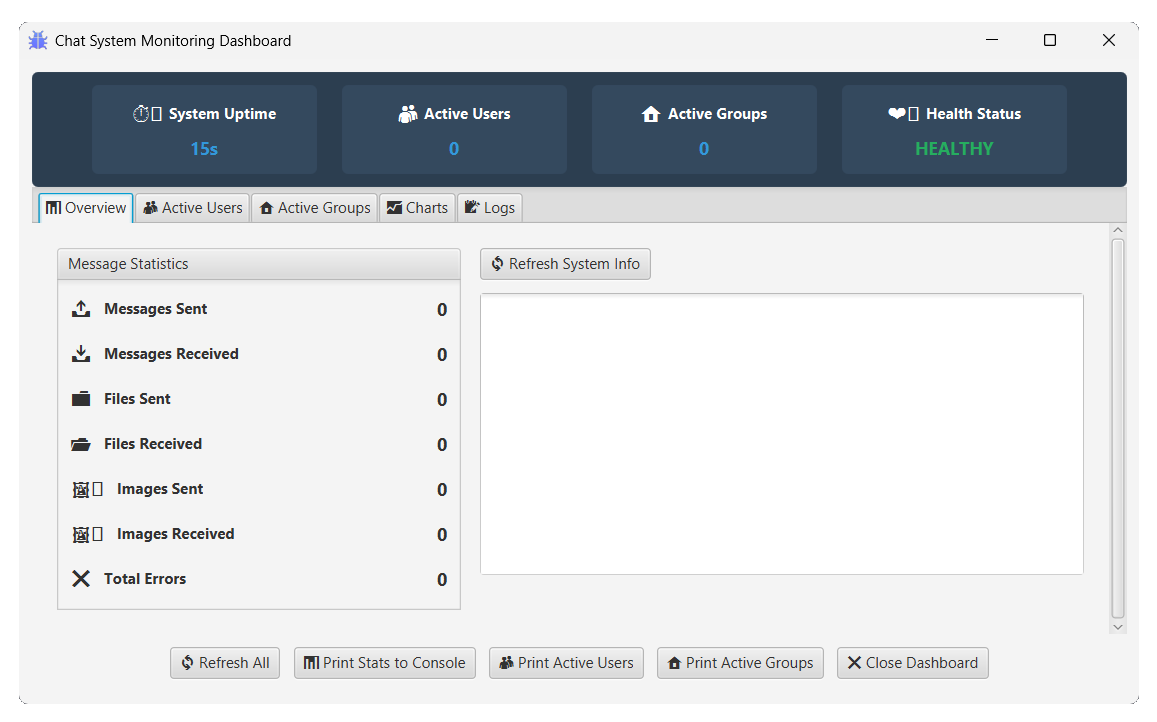 Chat System Monitoring Dashboard
System Uptime
15s
Active Users
0
Active Groups
0
Health Status
HEALTHY
Overview
Active Users
Active Groups
Charts
Logs
Message Statistics
Messages Sent 0
Messages Received 0
Files Sent 0
Files Received 0
Images Sent 0
Images Received 0
Total Errors 0
Refresh System Info
Refresh All
Print Stats to Console
Print Active Users
Print Active Groups
Close Dashboard